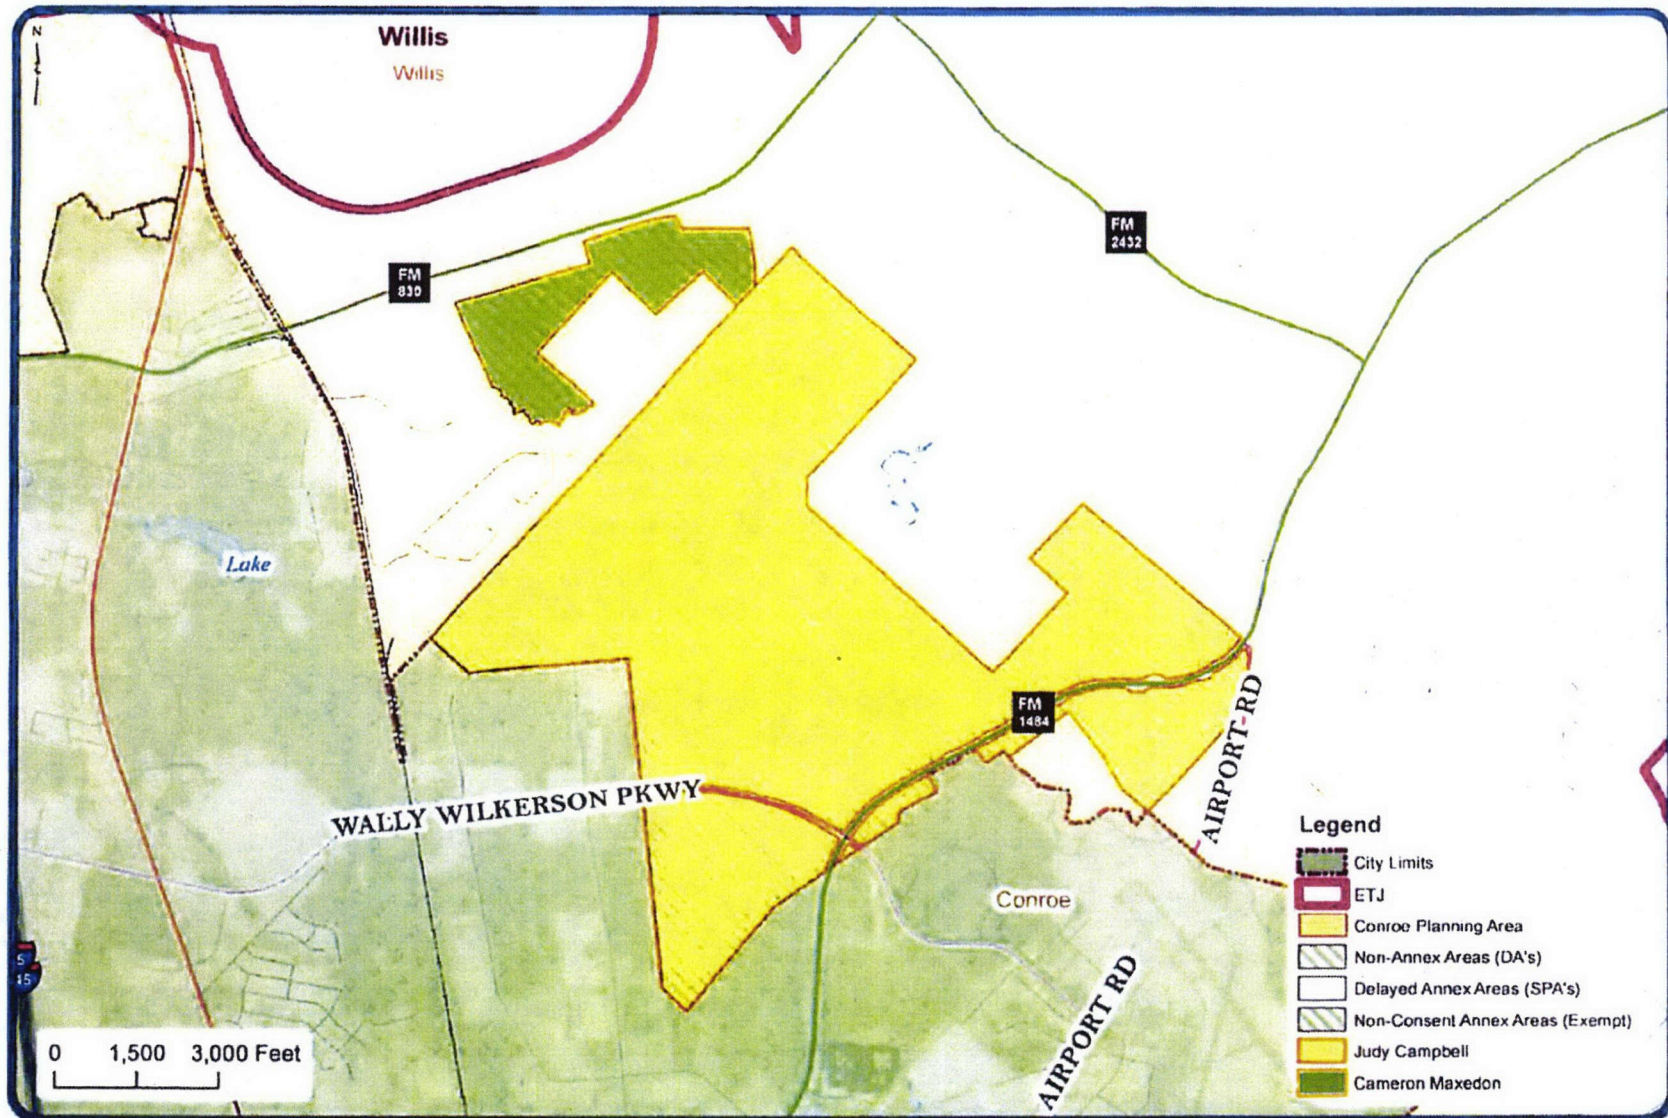 N
Willis
Willis
FM
2432
FM
830
Lake
FM
1484
AIRPORT RD
WALLY WILKERSON PKWY
Conroe
AIRPORT RD
45
0 1,500 3,000 Feet
Legend
City Limits
ETJ
Conroe Planning Area
Non-Annex Areas (DA's)
Delayed Annex Areas (SPA's)
Non-Consent Annex Areas (Exempt)
Judy Campbell
Cameron Maxedon